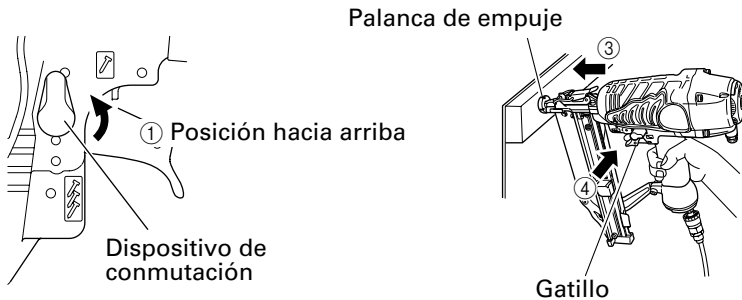 Palanca de empuje
③
① Posición hacia arriba
④
Dispositivo de
conmutación
Gatillo